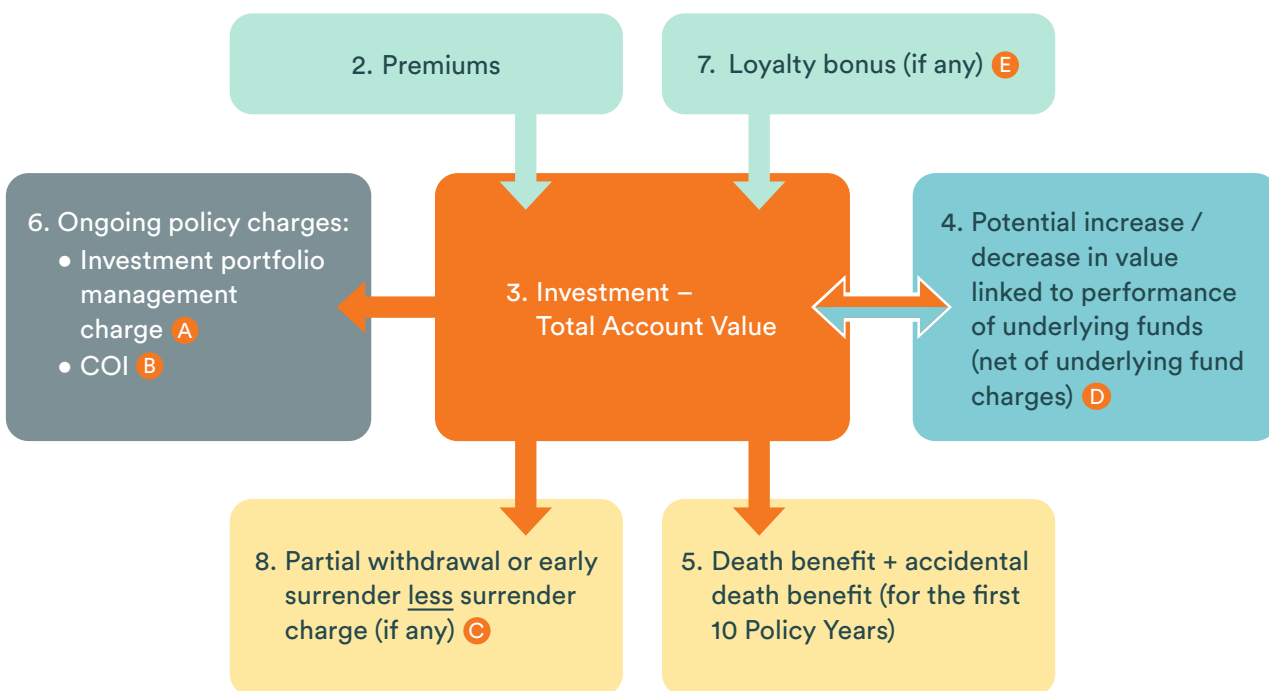 2. Premiums
7. Loyalty bonus (if any) E
6. Ongoing policy charges:
• Investment portfolio
management
charge A
• COI B
3. Investment –
Total Account Value
4. Potential increase /
decrease in value
linked to performance
of underlying funds
(net of underlying fund
charges) D
8. Partial withdrawal or early
surrender less surrender
charge (if any) C
5. Death benefit + accidental
death benefit (for the first
10 Policy Years)